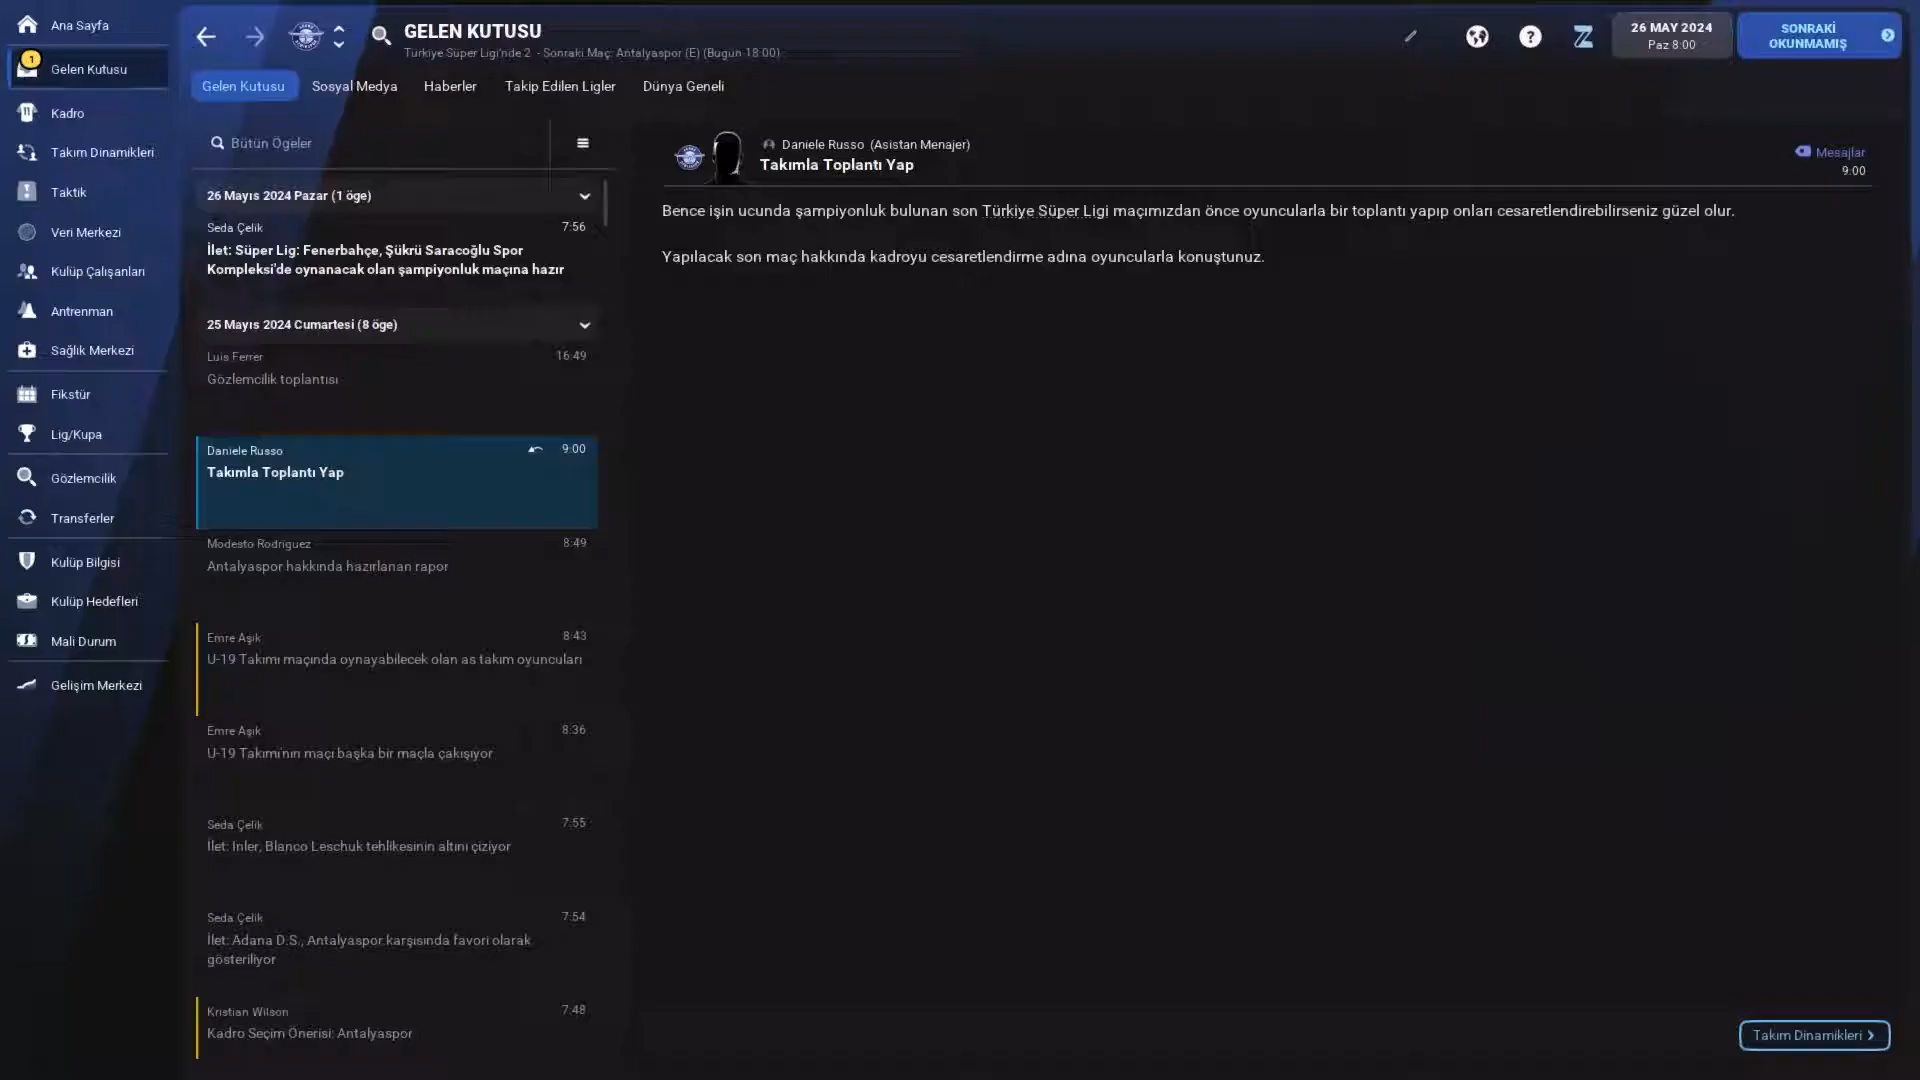 Ana Sayfa
1
Gelen Kutusu
Kadro
Takım Dinamikleri
Taktik
Veri Merkezi
Kulüp Çalışanları
Antrenman
Sağlık Merkezi
Fikstür
Lig/Kupa
Gözlemcilik
Transferler
Kulüp Bilgisi
Kulüp Hedefleri
Mali Durum
Gelişim Merkezi
GELEN KUTUSU
Türkiye Süper Ligi'nde 2. - Sonraki Maç: Antalyaspor (E) (Bugün 18:00)
26 MAY 2024
Paz 8:00
SONRAKİ
OKUNMAMIŞ
Gelen Kutusu
Sosyal Medya
Haberler
Takip Edilen Ligler
Dünya Geneli
Bütün Ögeler
26 Mayıs 2024 Pazar (1 öge)
Seda Çelik 7:56
İlet: Süper Lig: Fenerbahçe, Şükrü Saracoğlu Spor
Kompleksi'de oynanacak olan şampiyonluk maçına hazır
25 Mayıs 2024 Cumartesi (8 öge)
Luis Ferrer 16:49
Gözlemcilik toplantısı
Daniele Russo 9:00
Takımla Toplantı Yap
Modesto Rodríguez 8:49
Antalyaspor hakkında hazırlanan rapor
Emre Aşık 8:43
U-19 Takımı maçında oynayabilecek olan as takım oyuncuları
Emre Aşık 8:36
U-19 Takımı'nın maçı başka bir maçla çakışıyor
Seda Çelik 7:55
İlet: Inler, Blanco Leschuk tehlikesinin altını çiziyor
Seda Çelik 7:54
İlet: Adana D.S., Antalyaspor karşısında favori olarak
gösteriliyor
Kristian Wilson 7:48
Kadro Seçim Önerisi: Antalyaspor
Daniele Russo (Asistan Menajer)
Takımla Toplantı Yap
Mesajlar
9:00
Bence işin ucunda şampiyonluk bulunan son Türkiye Süper Ligi maçımızdan önce oyuncularla bir toplantı yapıp onları cesaretlendirebilirseniz güzel olur.
Yapılacak son maç hakkında kadroyu cesaretlendirme adına oyuncularla konuştunuz.
Takım Dinamikleri